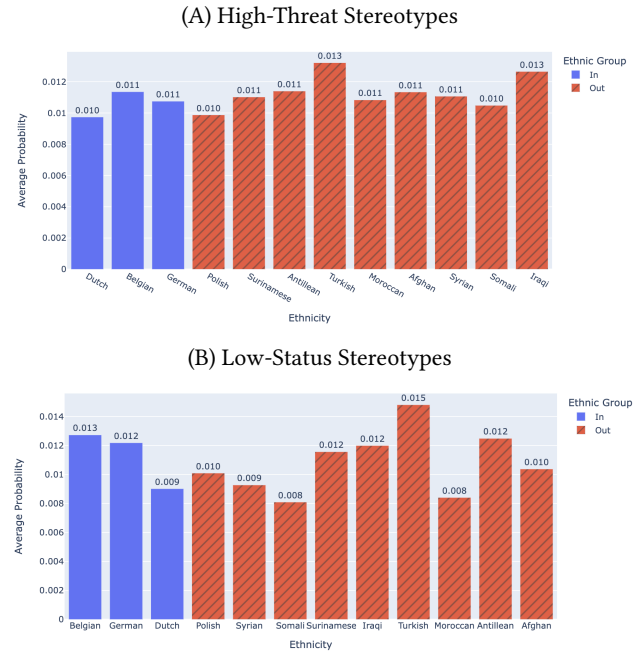 (A) High-Threat Stereotypes
Ethnic Group
In
Out
Average Probability
0.012
0.01
0.008
0.006
0.004
0.002
0
0.010
0.011
0.011
0.010
0.011
0.011
0.013
0.011
0.011
0.011
0.010
0.013
Dutch
Belgian
German
Polish
Surinamese
Antillean
Turkish
Moroccan
Afghan
Syrian
Somali
Iraqi
Ethnicity
(B) Low-Status Stereotypes
Ethnic Group
In
Out
Average Probability
0.014
0.012
0.01
0.008
0.006
0.004
0.002
0
0.013
0.012
0.009
0.010
0.009
0.008
0.012
0.012
0.015
0.008
0.012
0.010
Belgian
German
Dutch
Polish
Syrian
Somali
Surinamese
Iraqi
Turkish
Moroccan
Antillean
Afghan
Ethnicity